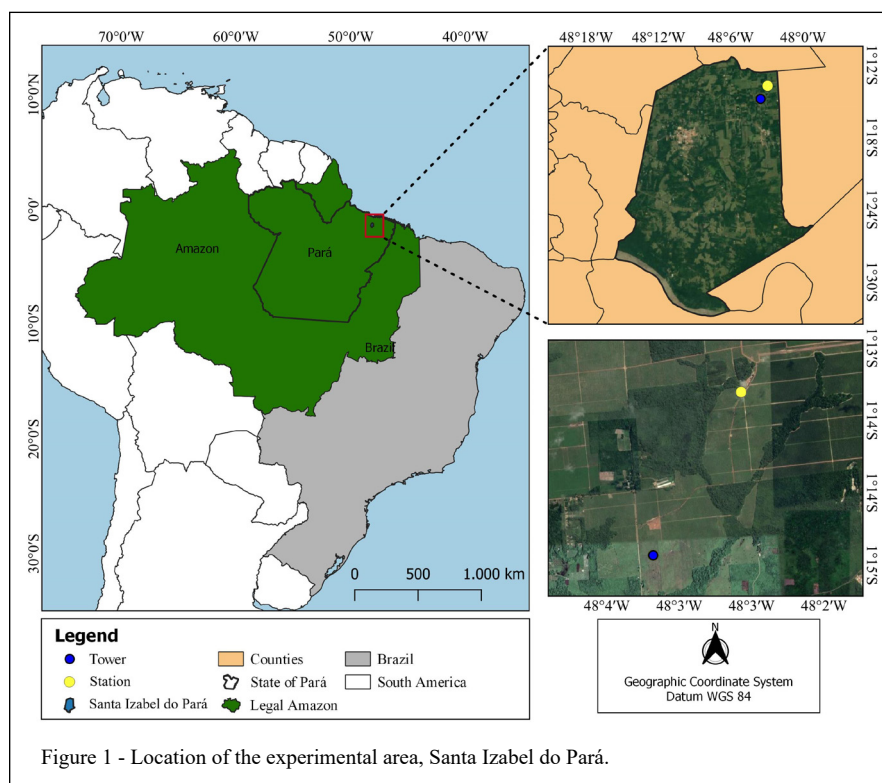 70°0'W 60°0'W 50°0'W 40°0'W
48°18'W 48°12'W 48°6'W 48°0'W
10°0'N
0°0'
10°0'S
20°0'S
30°0'S
Amazon
Pará
Brazil
0 500 1.000 km
1°12'S
1°18'S
1°24'S
1°30'S
1°13'S
1°14'S
1°14'S
1°15'S
48°4'W 48°3'W 48°3'W 48°2'W
Legend
Tower
Station
Santa Izabel do Pará
Counties
State of Pará
Legal Amazon
Brazil
South America
N
Geographic Coordinate System
Datum WGS 84
Figure 1 - Location of the experimental area, Santa Izabel do Pará.